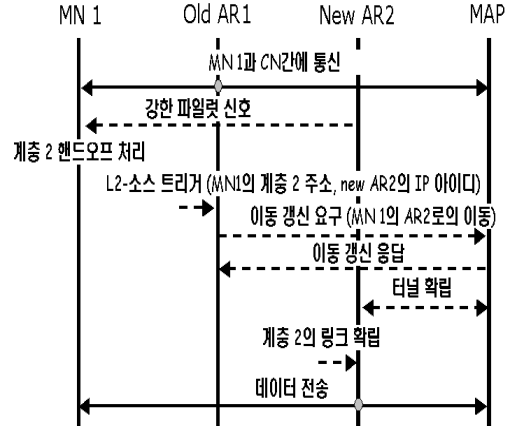 MN 1 Old AR1 New AR2 MAP
MN 1과 CN간에 통신
강한 파일럿 신호
계층 2 핸드오프 처리
L2-소스 트리거 (MN1의 계층 2 주소, new AR2의 IP 아이디)
이동 갱신 요구 (MN 1의 AR2로의 이동)
이동 갱신 응답
터널 확립
계층 2의 링크 확립
데이터 전송